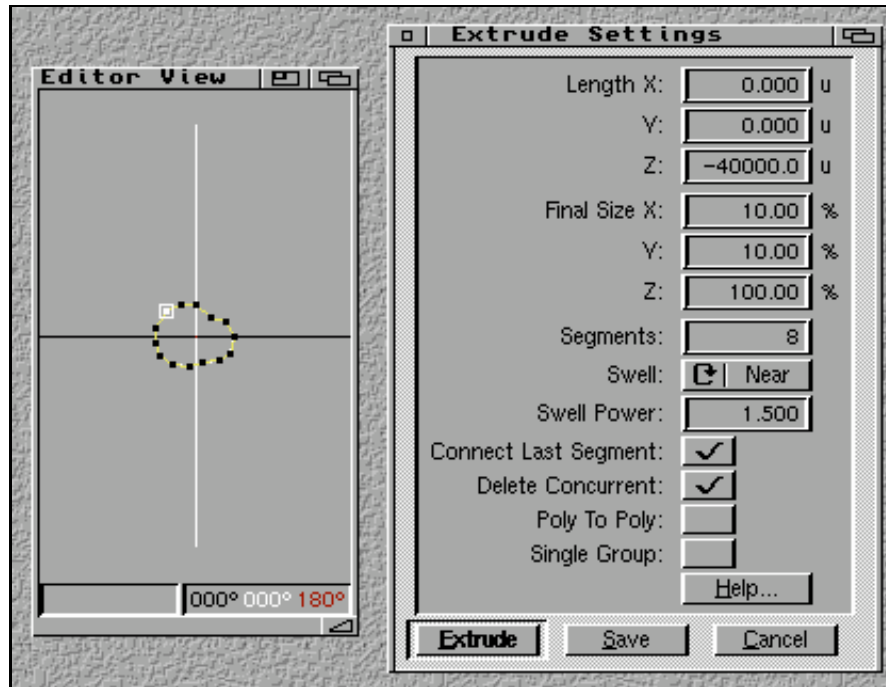 Editor View
000° 000° 180°
Extrude Settings
Length X: 0.000 u
Y: 0.000 u
Z: -40000.0 u
Final Size X: 10.00 %
Y: 10.00 %
Z: 100.00 %
Segments: 8
Swell: Near
Swell Power: 1.500
Connect Last Segment:
Delete Concurrent:
Poly To Poly:
Single Group:
Help...
Extrude Save Cancel